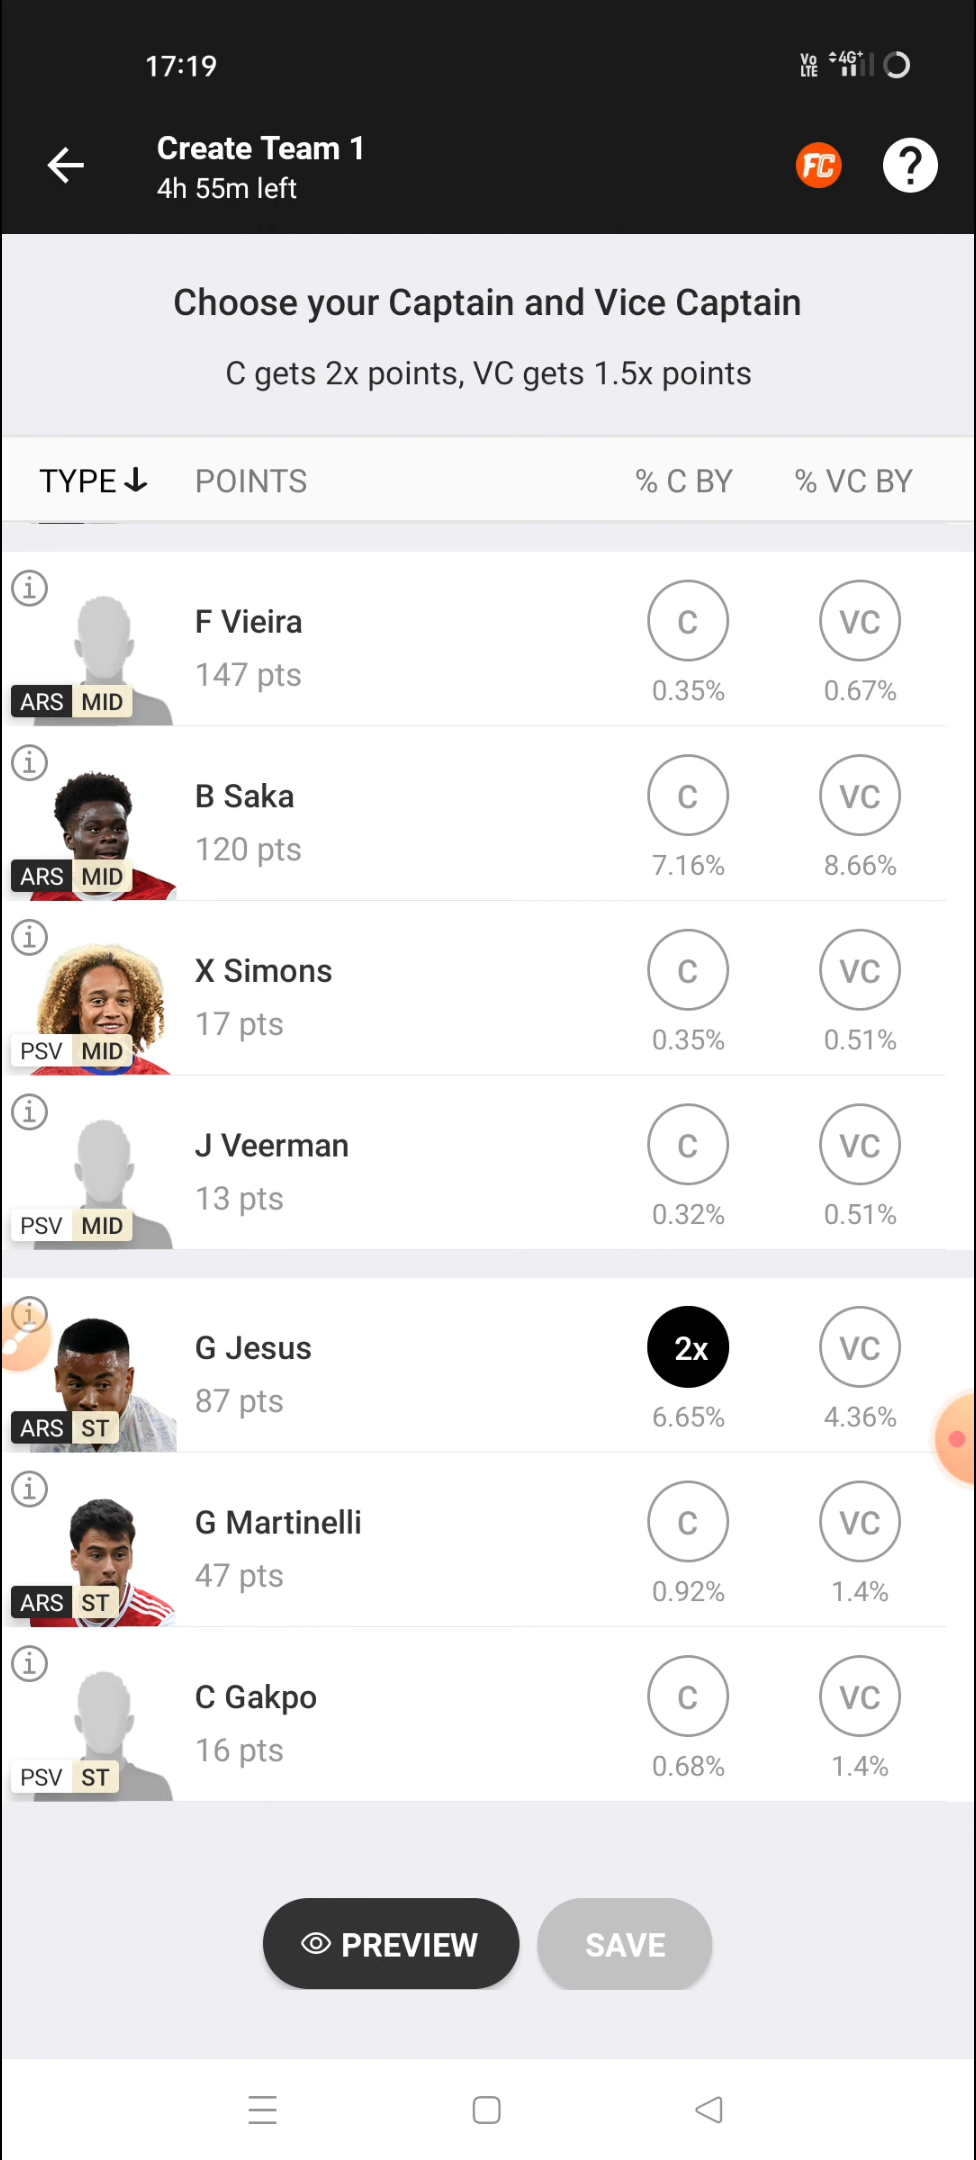 17:19
Vo LTE 4G+
Create Team 1
4h 55m left
FC
?
Choose your Captain and Vice Captain
C gets 2x points, VC gets 1.5x points
TYPE POINTS % C BY % VC BY
F Vieira
147 pts
ARS MID
C
0.35%
VC
0.67%
B Saka
120 pts
ARS MID
C
7.16%
VC
8.66%
X Simons
17 pts
PSV MID
C
0.35%
VC
0.51%
J Veerman
13 pts
PSV MID
C
0.32%
VC
0.51%
G Jesus
87 pts
ARS ST
2x
6.65%
VC
4.36%
G Martinelli
47 pts
ARS ST
C
0.92%
VC
1.4%
C Gakpo
16 pts
PSV ST
C
0.68%
VC
1.4%
PREVIEW
SAVE